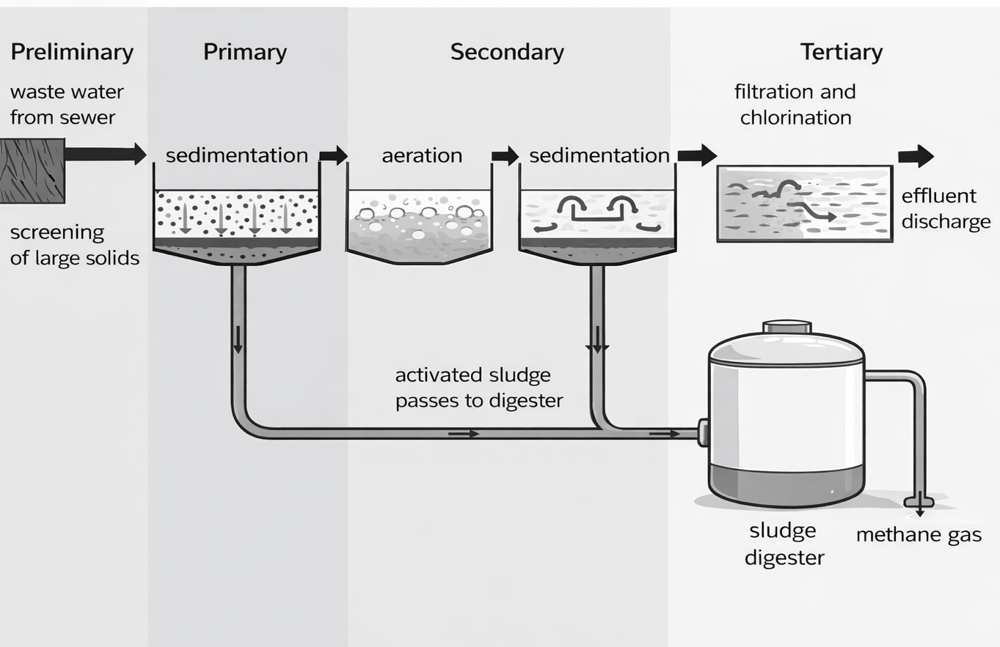 Preliminary
Primary
Secondary
Tertiary
waste water
from sewer
filtration and
chlorination
sedimentation
aeration
sedimentation
effluent
discharge
screening
of large solids
activated sludge
passes to digester
sludge
digester
methane gas